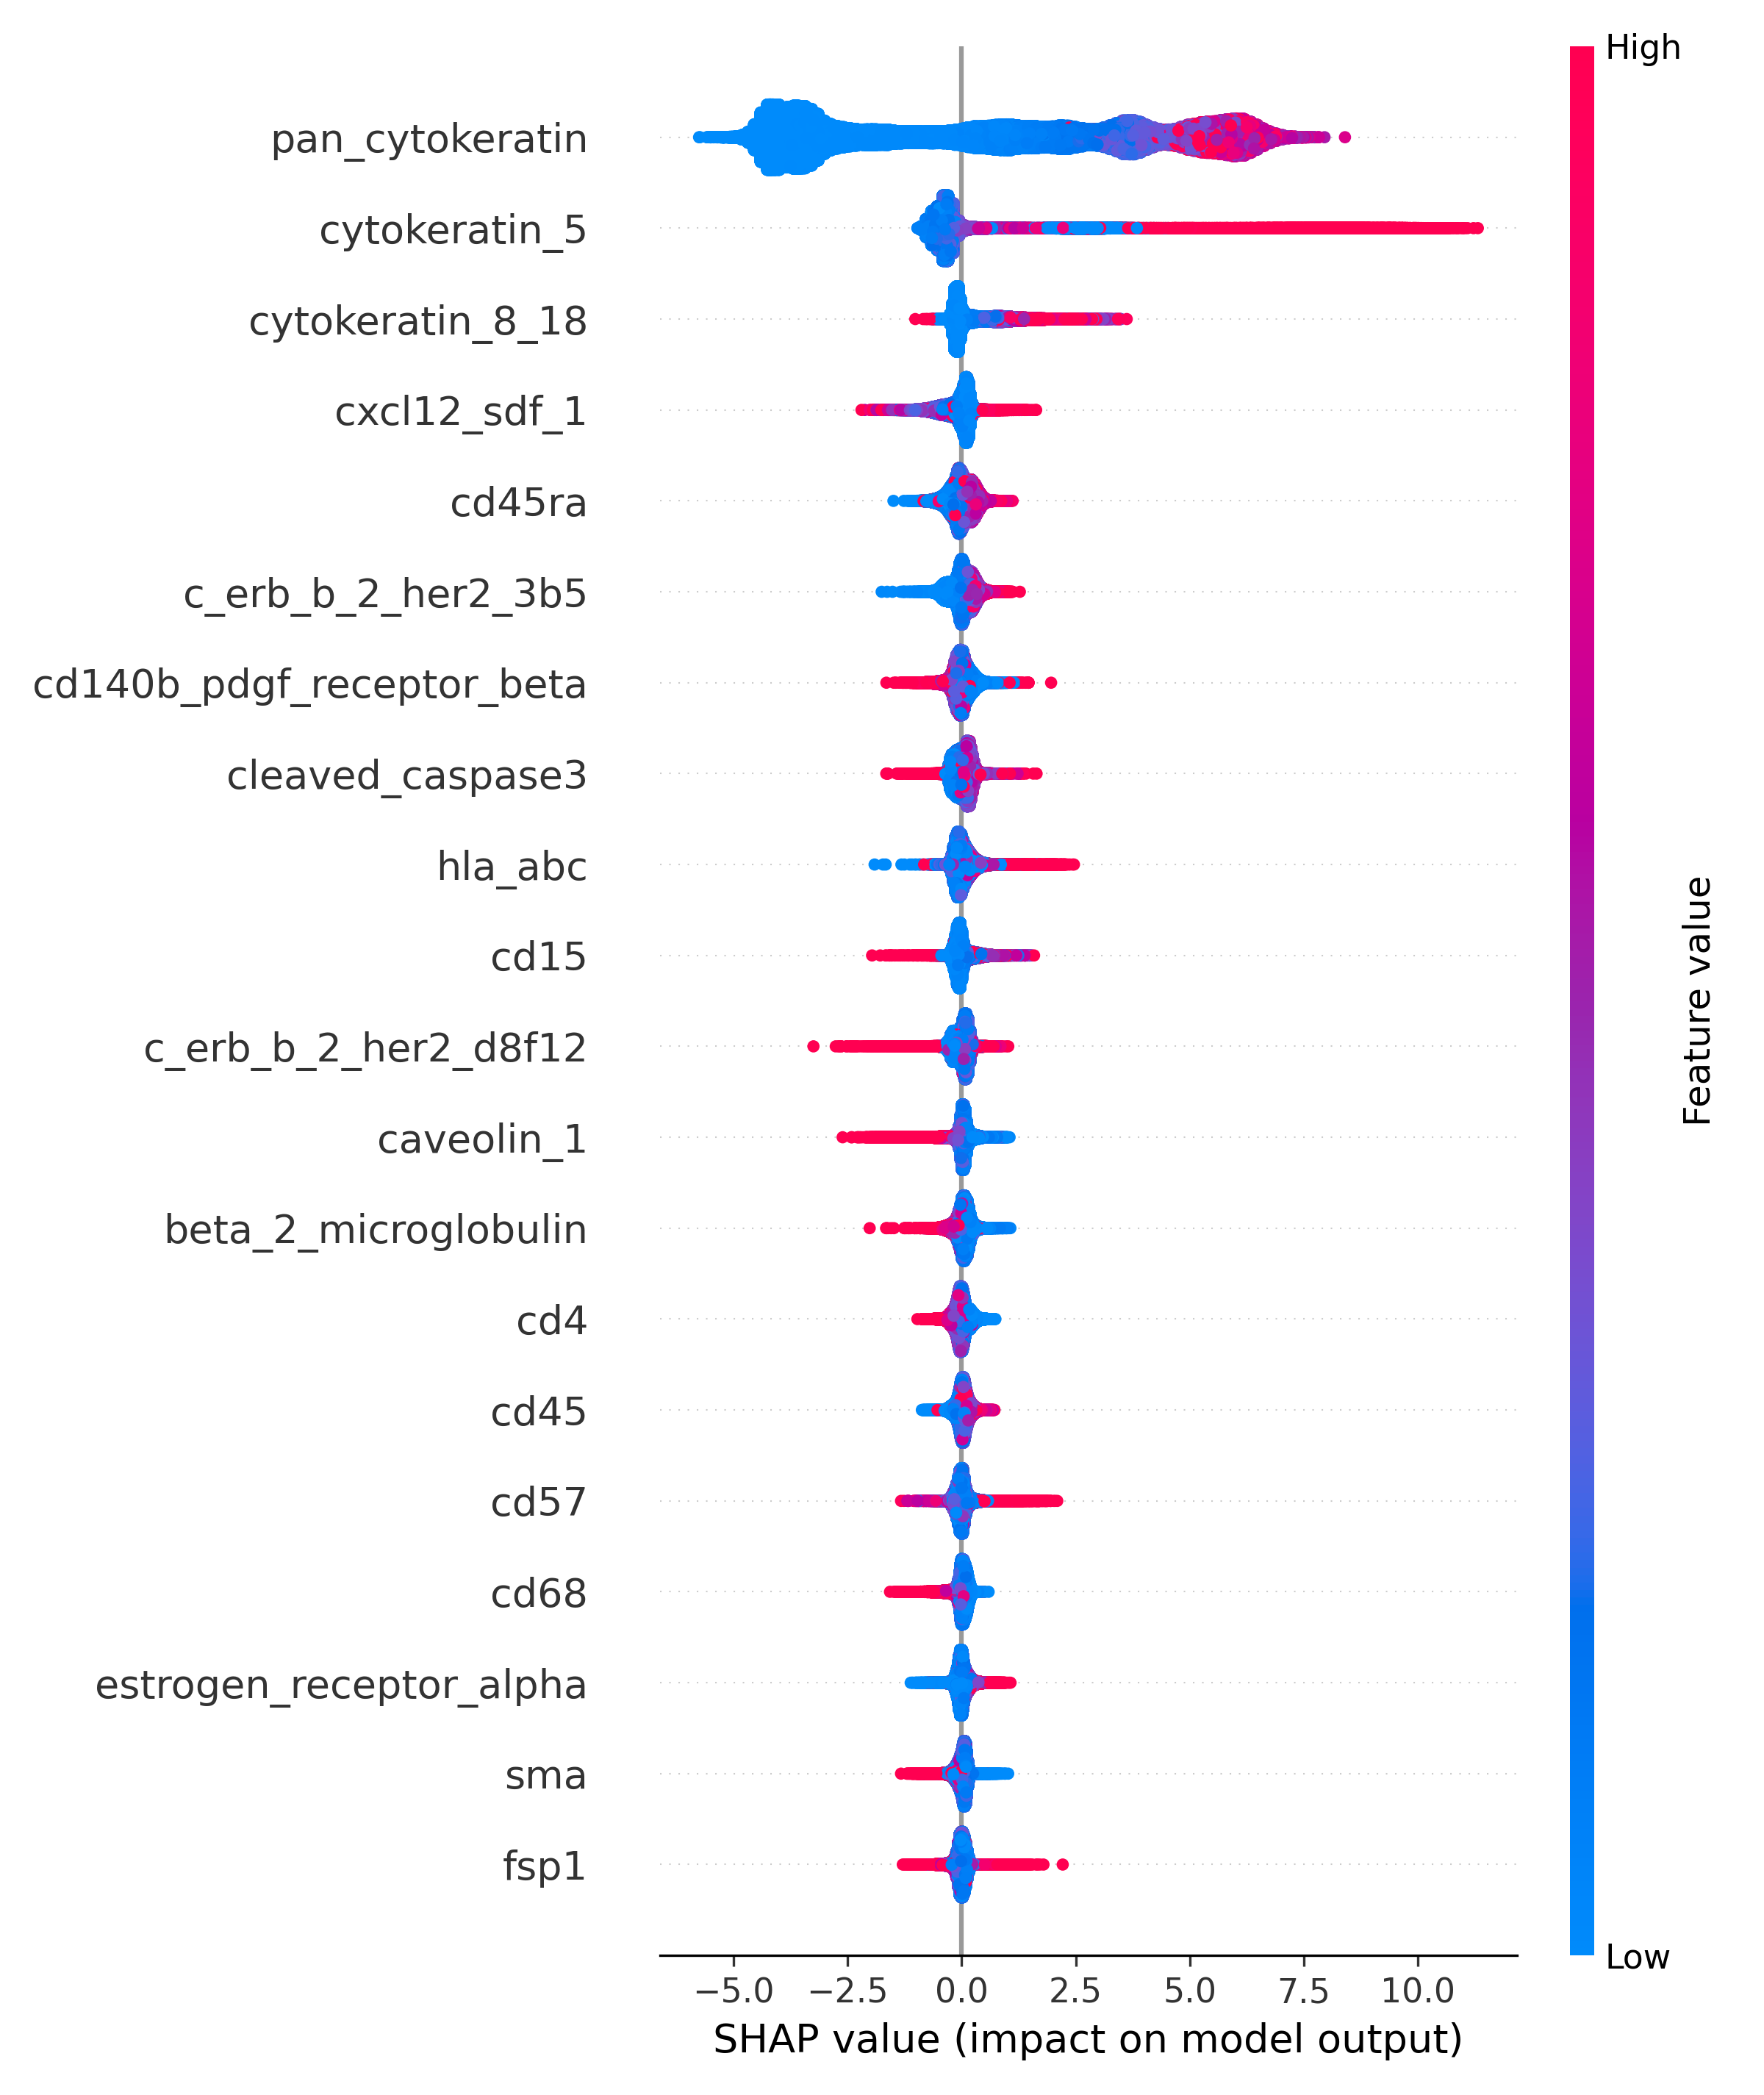 High
pan_cytokeratin
cytokeratin_5
cytokeratin_8_18
cxcl12_sdf_1
cd45ra
c_erb_b_2_her2_3b5
cd140b_pdgf_receptor_beta
cleaved_caspase3
hla_abc
cd15
c_erb_b_2_her2_d8f12
caveolin_1
beta_2_microglobulin
cd4
cd45
cd57
cd68
estrogen_receptor_alpha
sma
fsp1
Feature value
Low
−5.0 −2.5 0.0 2.5 5.0 7.5 10.0
SHAP value (impact on model output)